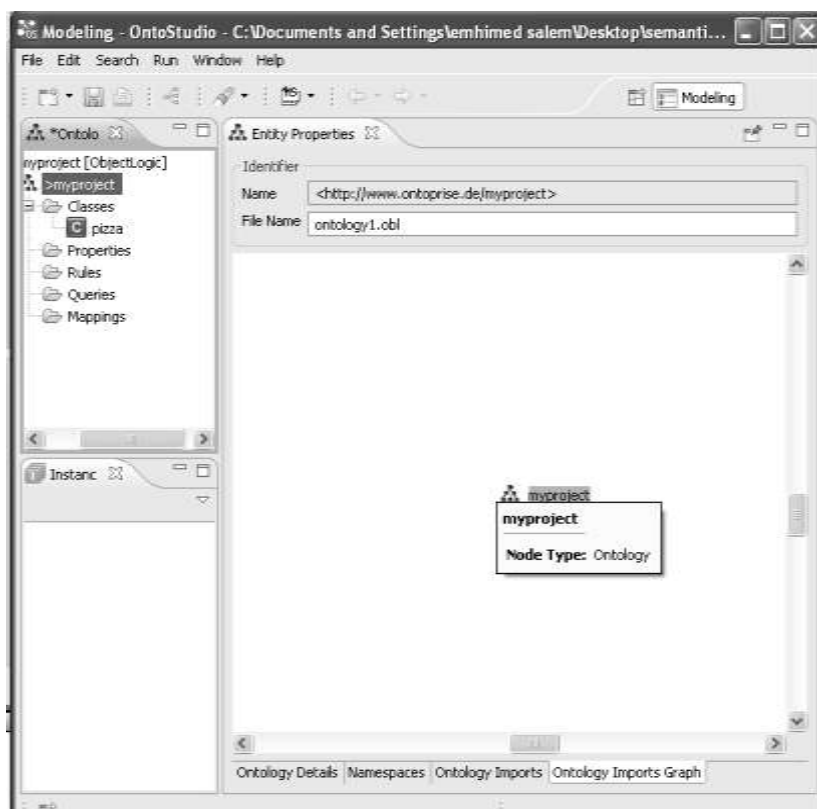 Modeling - OntoStudio - C:\Documents and Settings\emhimed salem\Desktop\semanti...
File Edit Search Run Window Help
Modeling
*Ontolo
myproject [ObjectLogic]
>myproject
Classes
C pizza
Properties
Rules
Queries
Mappings
Instanc
Entity Properties
Identifier
Name <http://www.ontoprise.de/myproject>
File Name ontology1.obl
myproject
myproject
Node Type: Ontology
Ontology Details Namespaces Ontology Imports Ontology Imports Graph